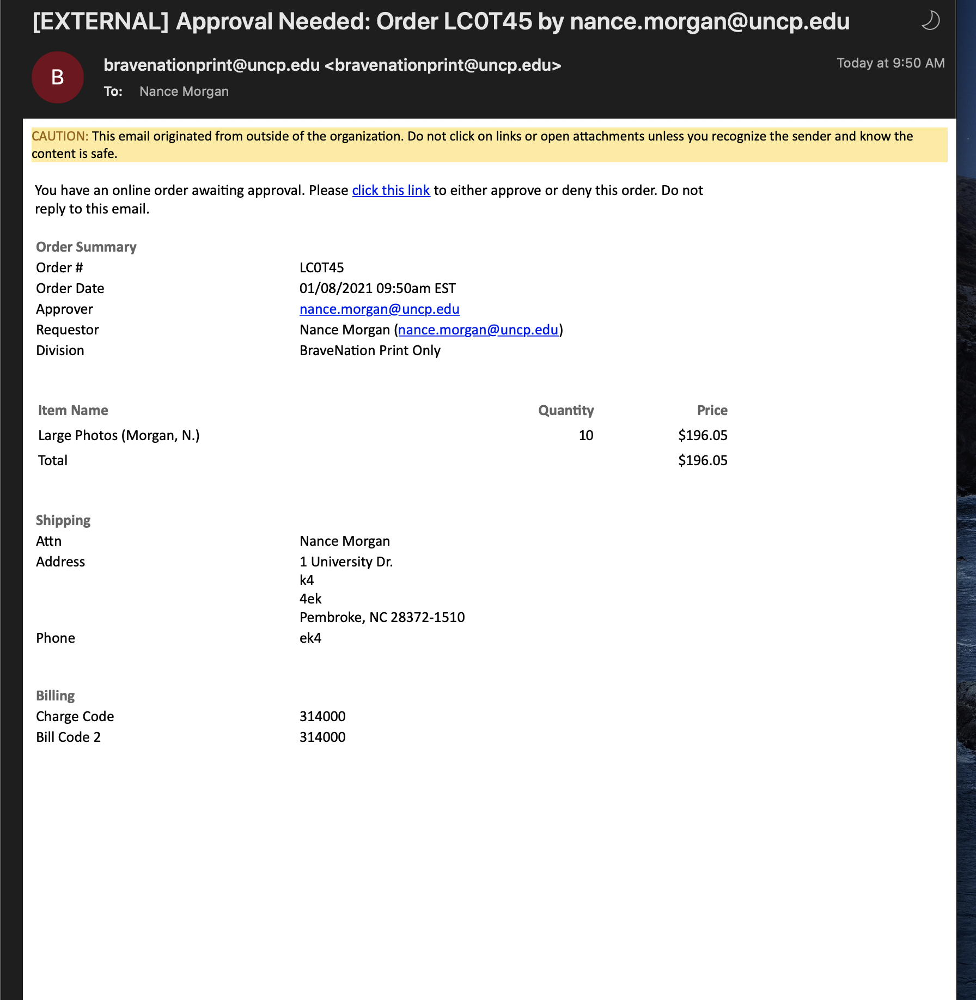 [EXTERNAL] Approval Needed: Order LC0T45 by nance.morgan@uncp.edu
B
bravenationprint@uncp.edu <bravenationprint@uncp.edu>
Today at 9:50 AM
To: Nance Morgan
CAUTION: This email originated from outside of the organization. Do not click on links or open attachments unless you recognize the sender and know the
content is safe.
You have an online order awaiting approval. Please click this link to either approve or deny this order. Do not
reply to this email.
Order Summary
Order # LC0T45
Order Date 01/08/2021 09:50am EST
Approver nance.morgan@uncp.edu
Requestor Nance Morgan (nance.morgan@uncp.edu)
Division BraveNation Print Only
Item Name Quantity Price
Large Photos (Morgan, N.) 10 $196.05
Total $196.05
Shipping
Attn Nance Morgan
Address 1 University Dr.
k4
4ek
Pembroke, NC 28372-1510
Phone ek4
Billing
Charge Code 314000
Bill Code 2 314000